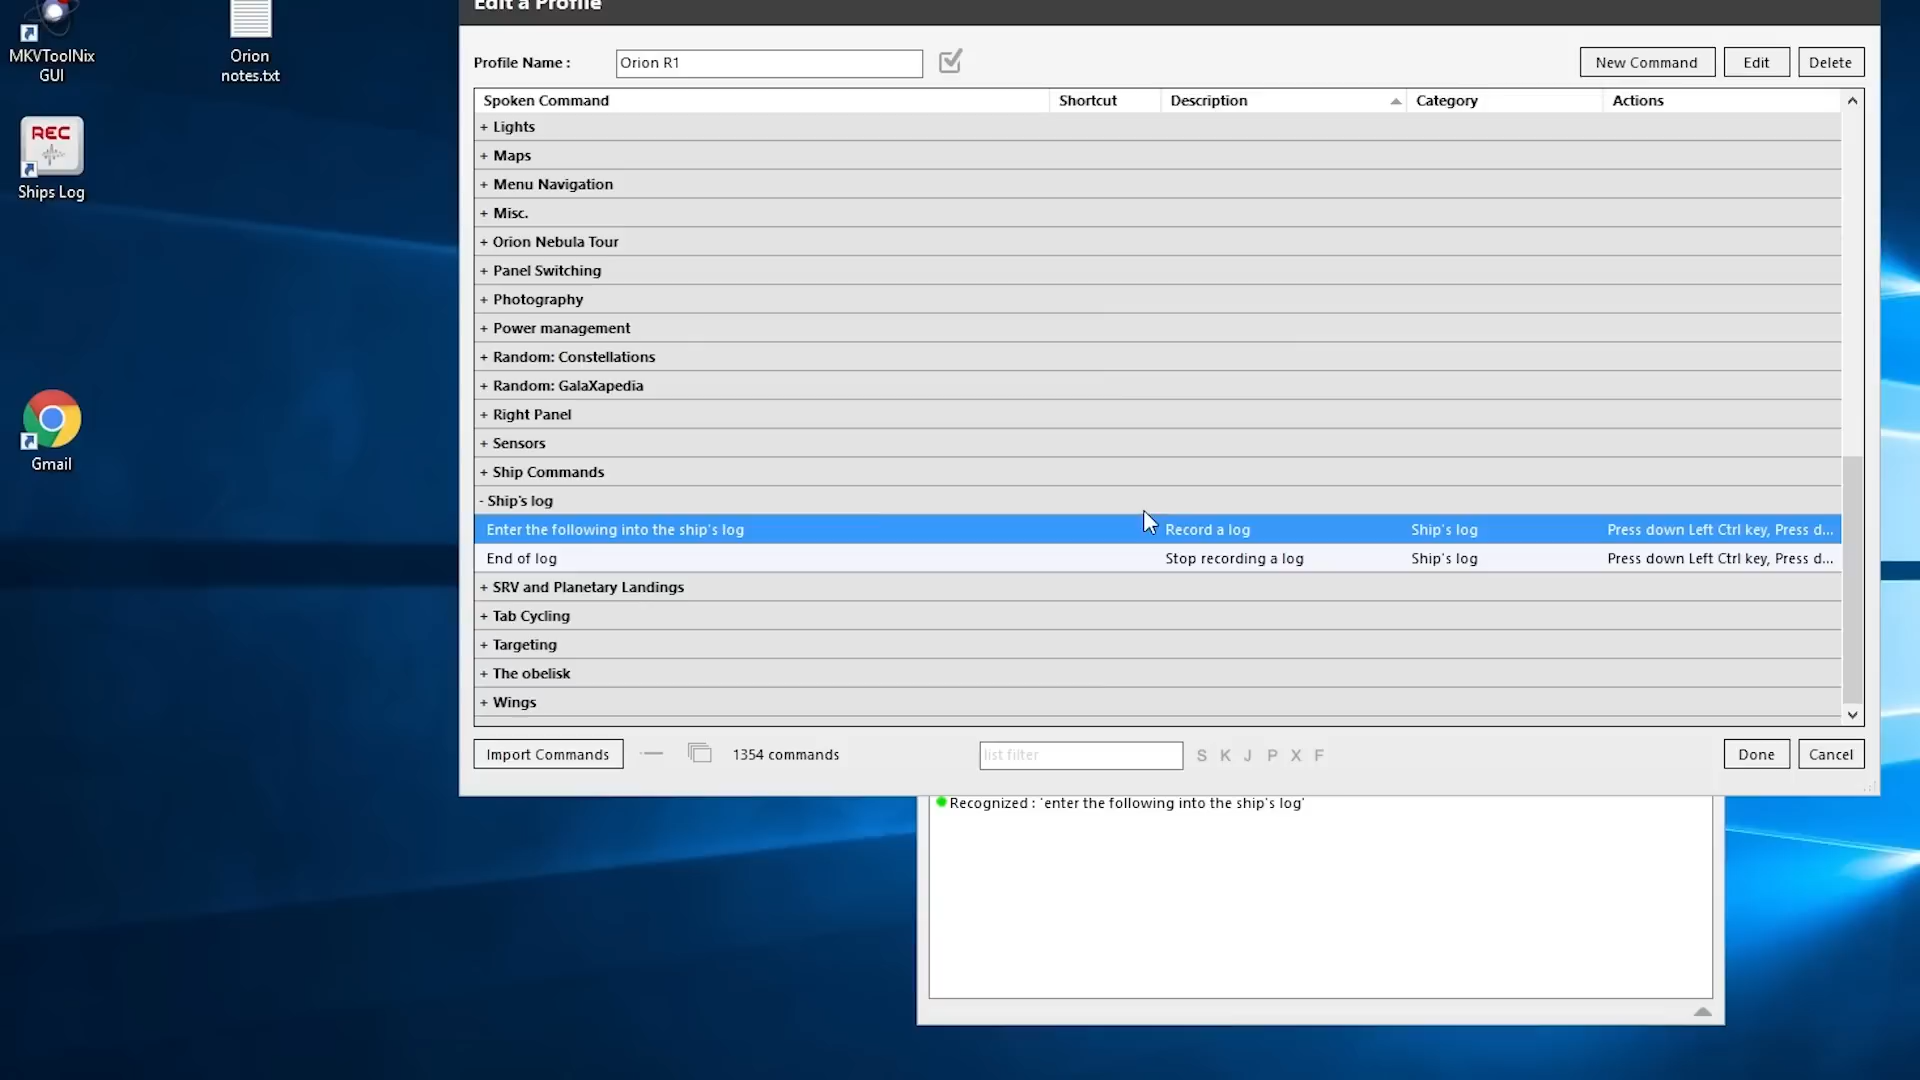 Edit a Profile
MKVToolNix
GUI
Orion
notes.txt
REC
Ships Log
Gmail
Profile Name :
Orion R1
New Command
Edit
Delete
Spoken Command
Shortcut
Description
Category
Actions
+ Lights
+ Maps
+ Menu Navigation
+ Misc.
+ Orion Nebula Tour
+ Panel Switching
+ Photography
+ Power management
+ Random: Constellations
+ Random: GalaXapedia
+ Right Panel
+ Sensors
+ Ship Commands
- Ship's log
Enter the following into the ship's log
Record a log
Ship's log
Press down Left Ctrl key, Press d...
End of log
Stop recording a log
Ship's log
Press down Left Ctrl key, Press d...
+ SRV and Planetary Landings
+ Tab Cycling
+ Targeting
+ The obelisk
+ Wings
Import Commands
1354 commands
list filter
S K J P X F
Done
Cancel
Recognized : 'enter the following into the ship's log'